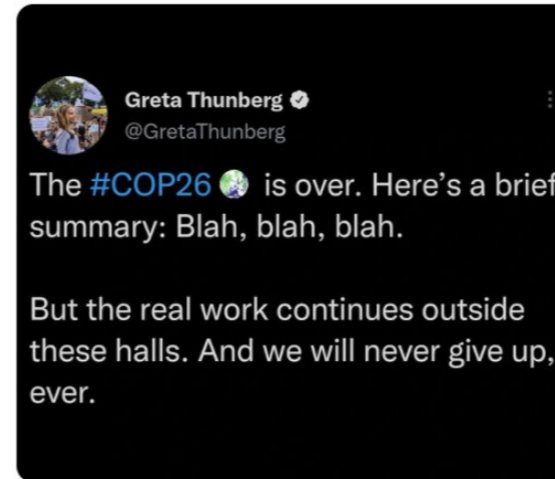 Greta Thunberg
@GretaThunberg
The #COP26 is over. Here's a brief
summary: Blah, blah, blah.
But the real work continues outside
these halls. And we will never give up,
ever.